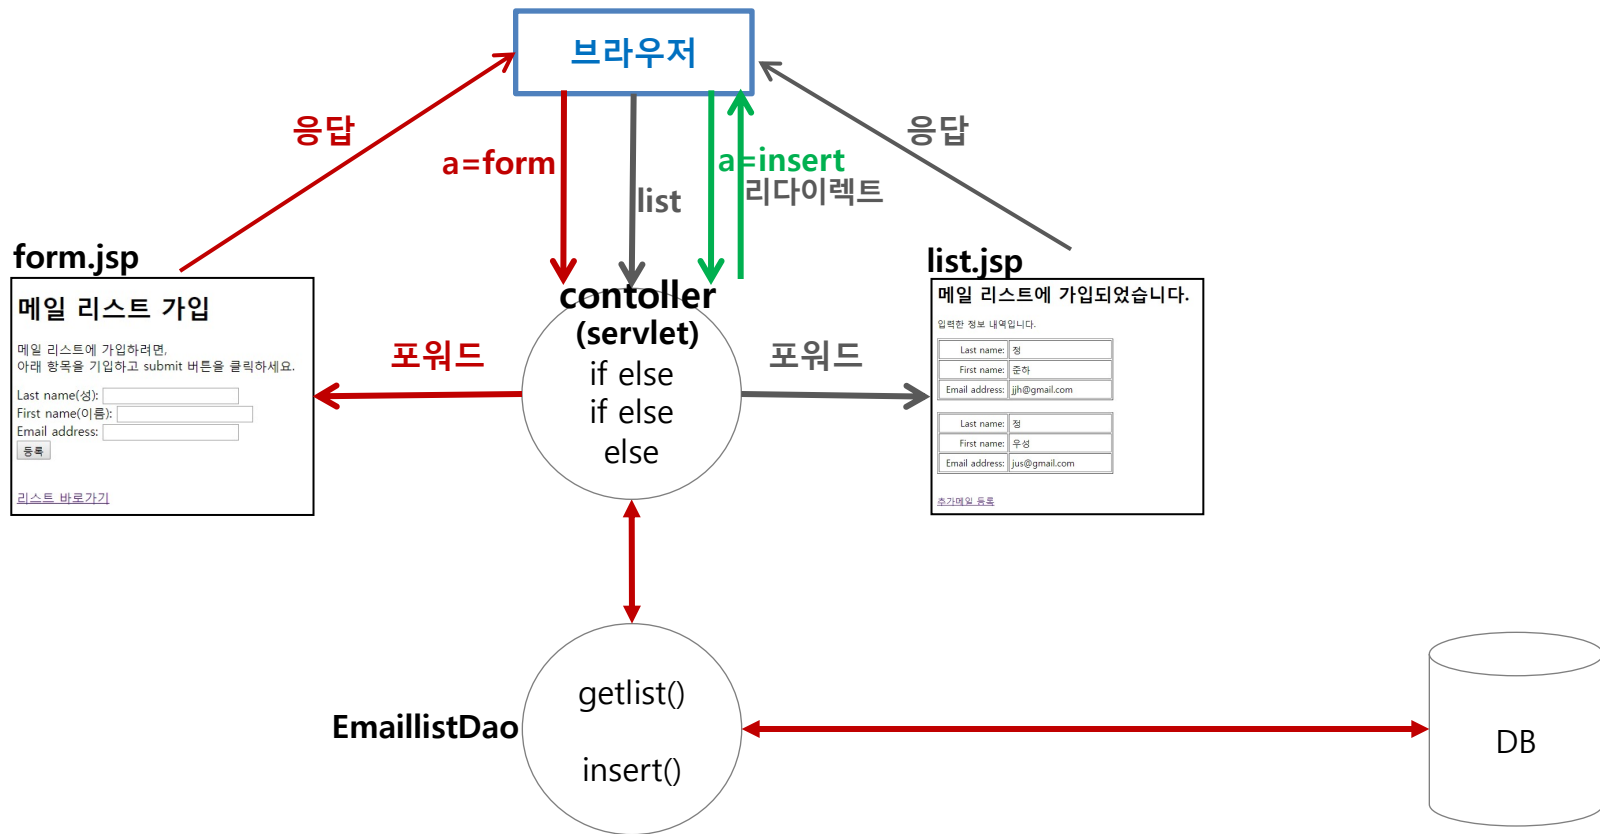 브라우저
응답
응답
a=form
a=insert
리다이렉트
list
form.jsp
메일 리스트 가입
메일 리스트에 가입하려면,
아래 항목을 기입하고 submit 버튼을 클릭하세요.
Last name(성):
First name(이름):
Email address:
등록
리스트 바로가기
포워드
contoller
(servlet)
if else
if else
else
포워드
list.jsp
메일 리스트에 가입되었습니다.
입력한 정보 내역입니다.
Last name: 정
First name: 준하
Email address: jjh@gmail.com
Last name: 정
First name: 우성
Email address: jus@gmail.com
추가메일 등록
EmaillistDao
getlist()
insert()
DB